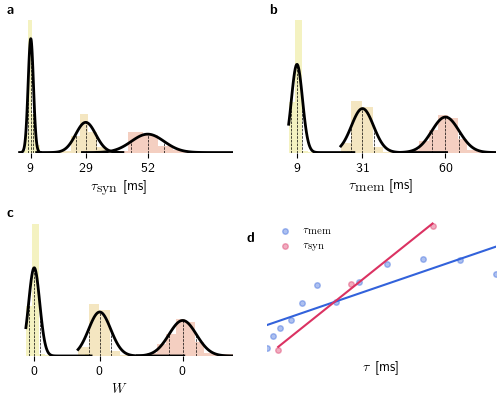 a
9 29 52
τsyn [ms]
b
9 31 60
τmem [ms]
c
0 0 0
W
d
τmem
τsyn
τ [ms]